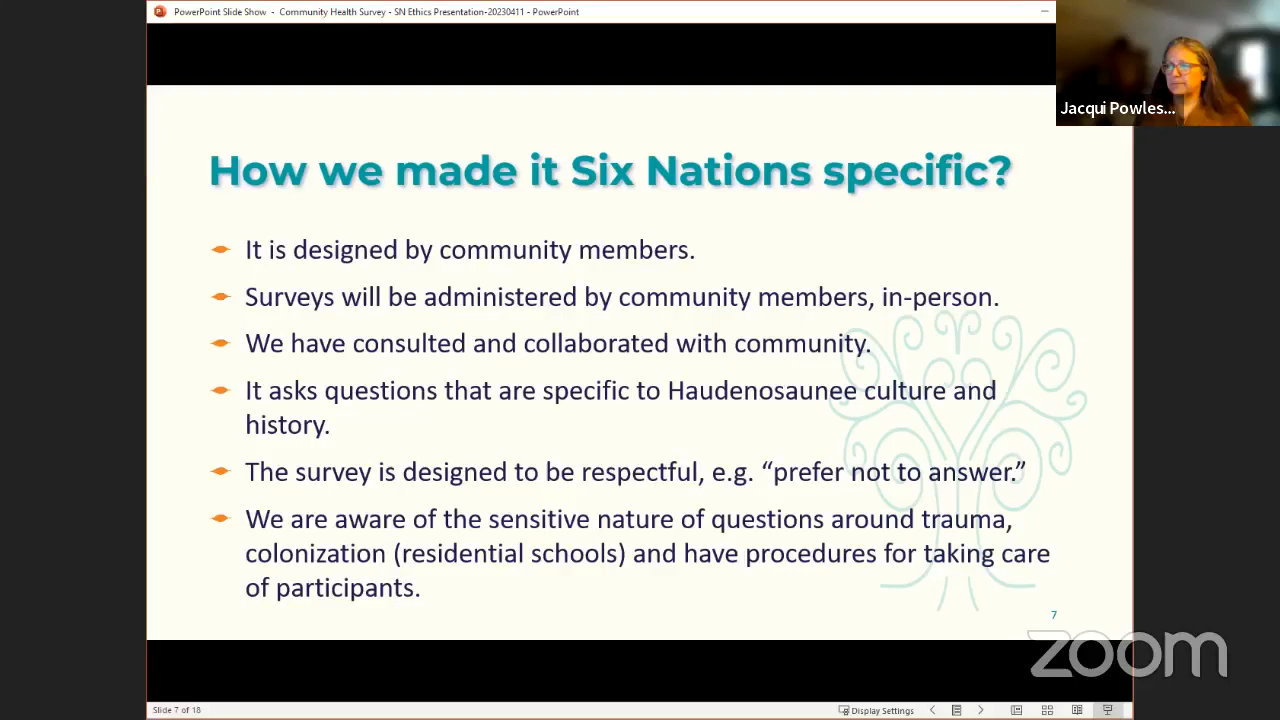 PowerPoint Slide Show - Community Health Survey - SN Ethics Presentation-20230411 - PowerPoint
Jacqui Powles...
How we made it Six Nations specific?
It is designed by community members.
Surveys will be administered by community members, in-person.
We have consulted and collaborated with community.
It asks questions that are specific to Haudenosaunee culture and
history.
The survey is designed to be respectful, e.g. “prefer not to answer.”
We are aware of the sensitive nature of questions around trauma,
colonization (residential schools) and have procedures for taking care
of participants.
7
zoom
Slide 7 of 18
Display Settings